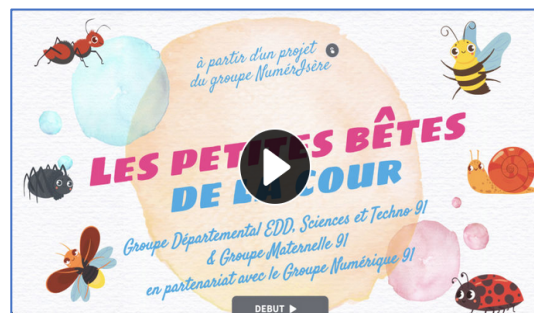 à partir d'un projet
du groupe NumérIsère
LES PETITES BÊTES
DE LA COUR
Groupe Départemental EDD, Sciences et Techno 91
& Groupe Maternelle 91
en partenariat avec le Groupe Numérique 91
DEBUT